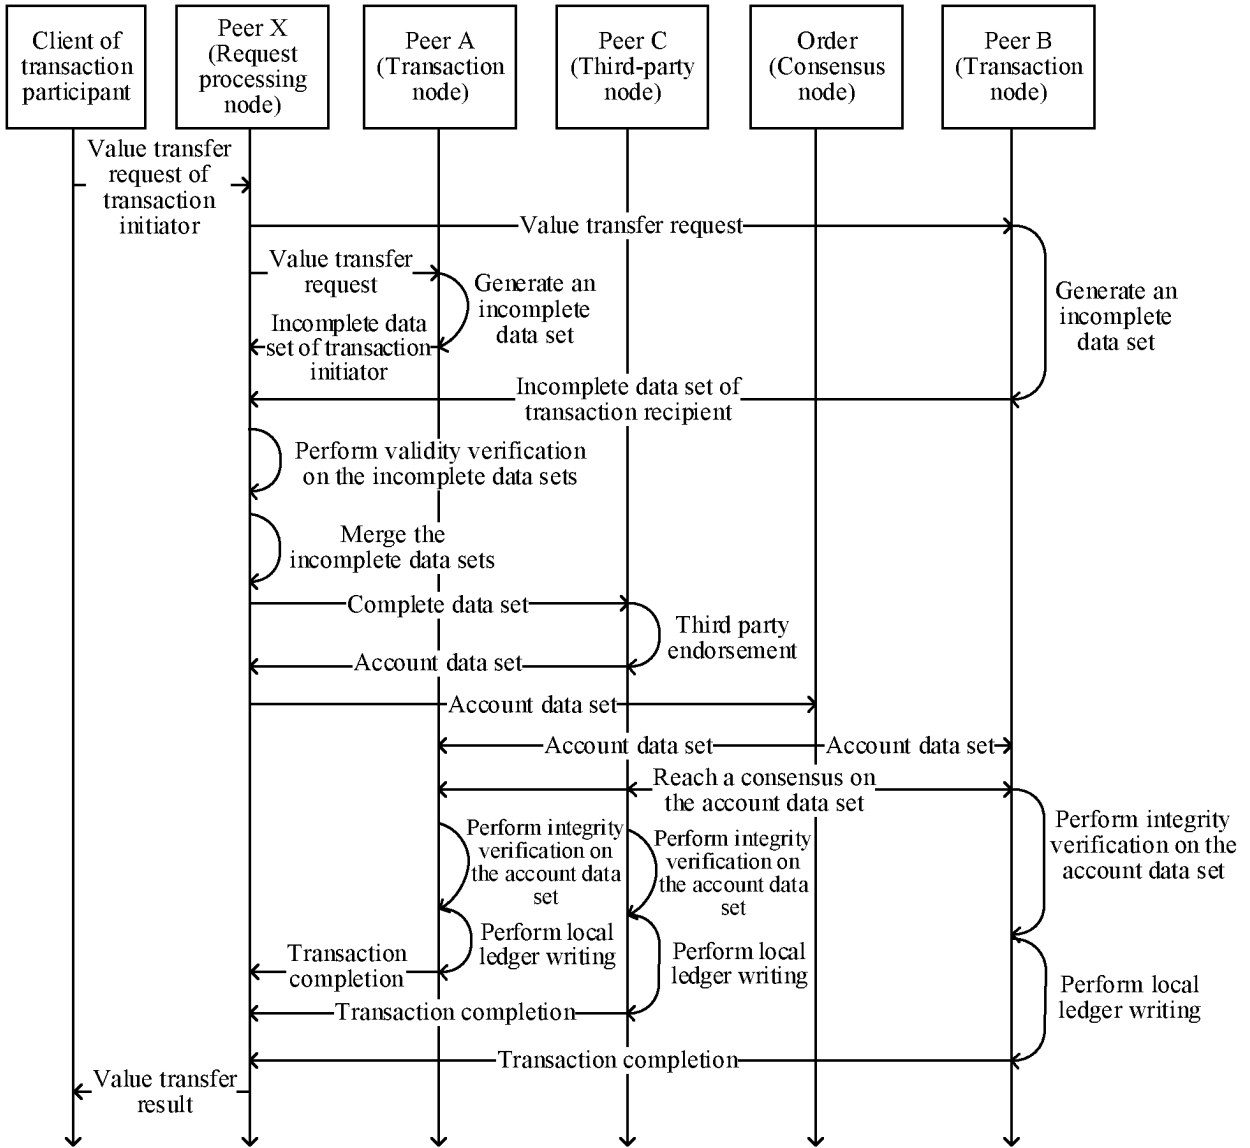 Client of
transaction
participant
Peer X
(Request
processing
node)
Peer A
(Transaction
node)
Peer C
(Third-party
node)
Order
(Consensus
node)
Peer B
(Transaction
node)
Value transfer
request of
transaction
initiator
Value transfer request
Value transfer
request
Generate an
incomplete
data set
Generate an
incomplete
data set
Incomplete data
set of transaction
initiator
Incomplete data set of
transaction recipient
Perform validity verification
on the incomplete data sets
Merge the
incomplete data sets
Complete data set
Third party
endorsement
Account data set
Account data set
Account data set
Account data set
Reach a consensus on
the account data set
Perform integrity
verification on
the account data
set
Perform integrity
verification on
the account data
set
Perform integrity
verification on the
account data set
Perform local
ledger writing
Perform local
ledger writing
Perform local
ledger writing
Transaction
completion
Transaction completion
Transaction completion
Value transfer
result